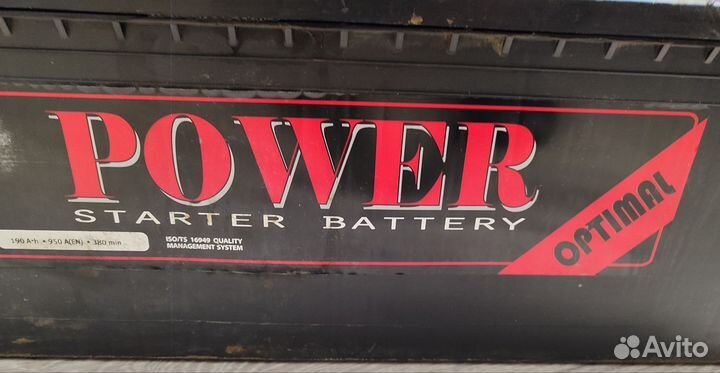 POWER
STARTER BATTERY
190 A·h • 950 A(EN) • 380 min
ISO/TS 16949 QUALITY
MANAGEMENT SYSTEM
OPTIMAL
Avito